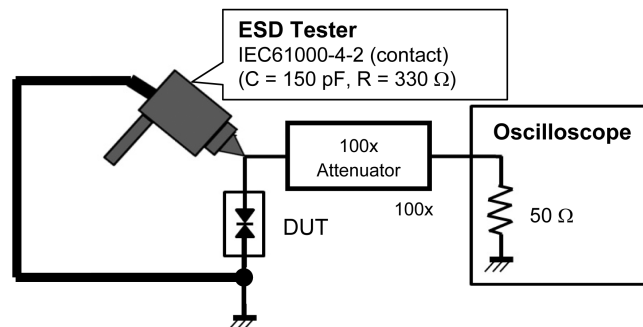 ESD Tester
IEC61000-4-2 (contact)
(C = 150 pF, R = 330 Ω)
100x
Attenuator
100x
Oscilloscope
50 Ω
DUT